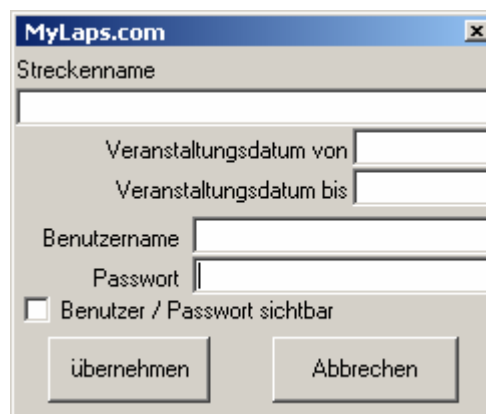 MyLaps.com
Streckenname
Veranstaltungsdatum von
Veranstaltungsdatum bis
Benutzername
Passwort
Benutzer / Passwort sichtbar
übernehmen Abbrechen